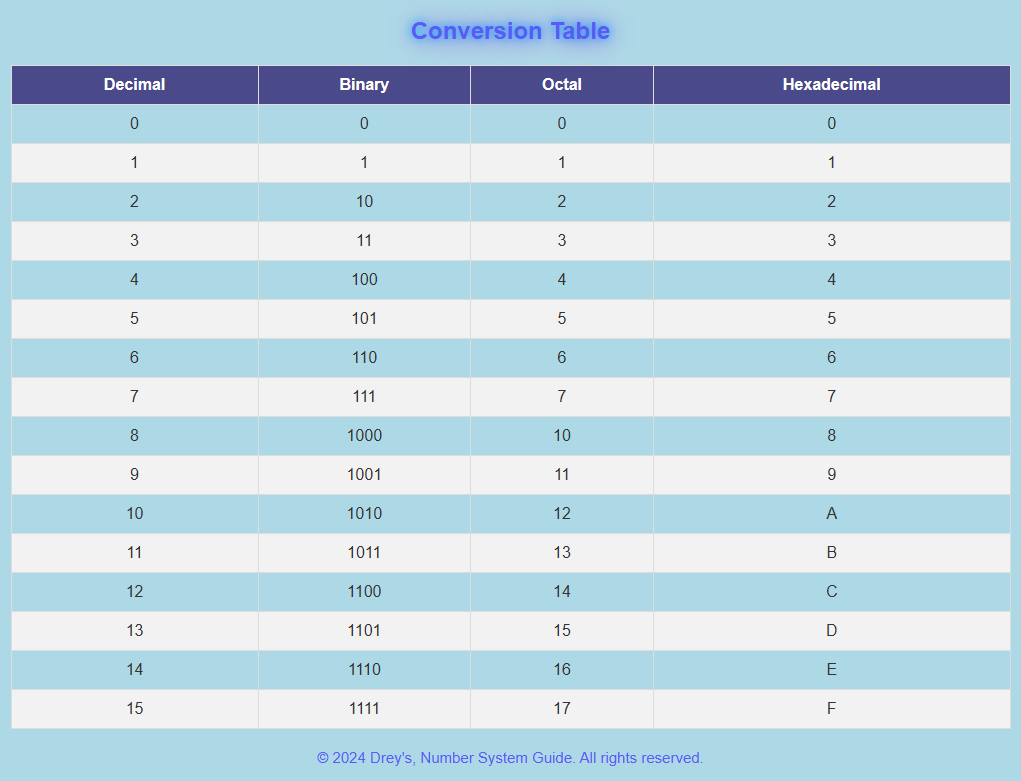 Conversion Table
Decimal Binary Octal Hexadecimal
0 0 0 0
1 1 1 1
2 10 2 2
3 11 3 3
4 100 4 4
5 101 5 5
6 110 6 6
7 111 7 7
8 1000 10 8
9 1001 11 9
10 1010 12 A
11 1011 13 B
12 1100 14 C
13 1101 15 D
14 1110 16 E
15 1111 17 F
© 2024 Drey's, Number System Guide. All rights reserved.